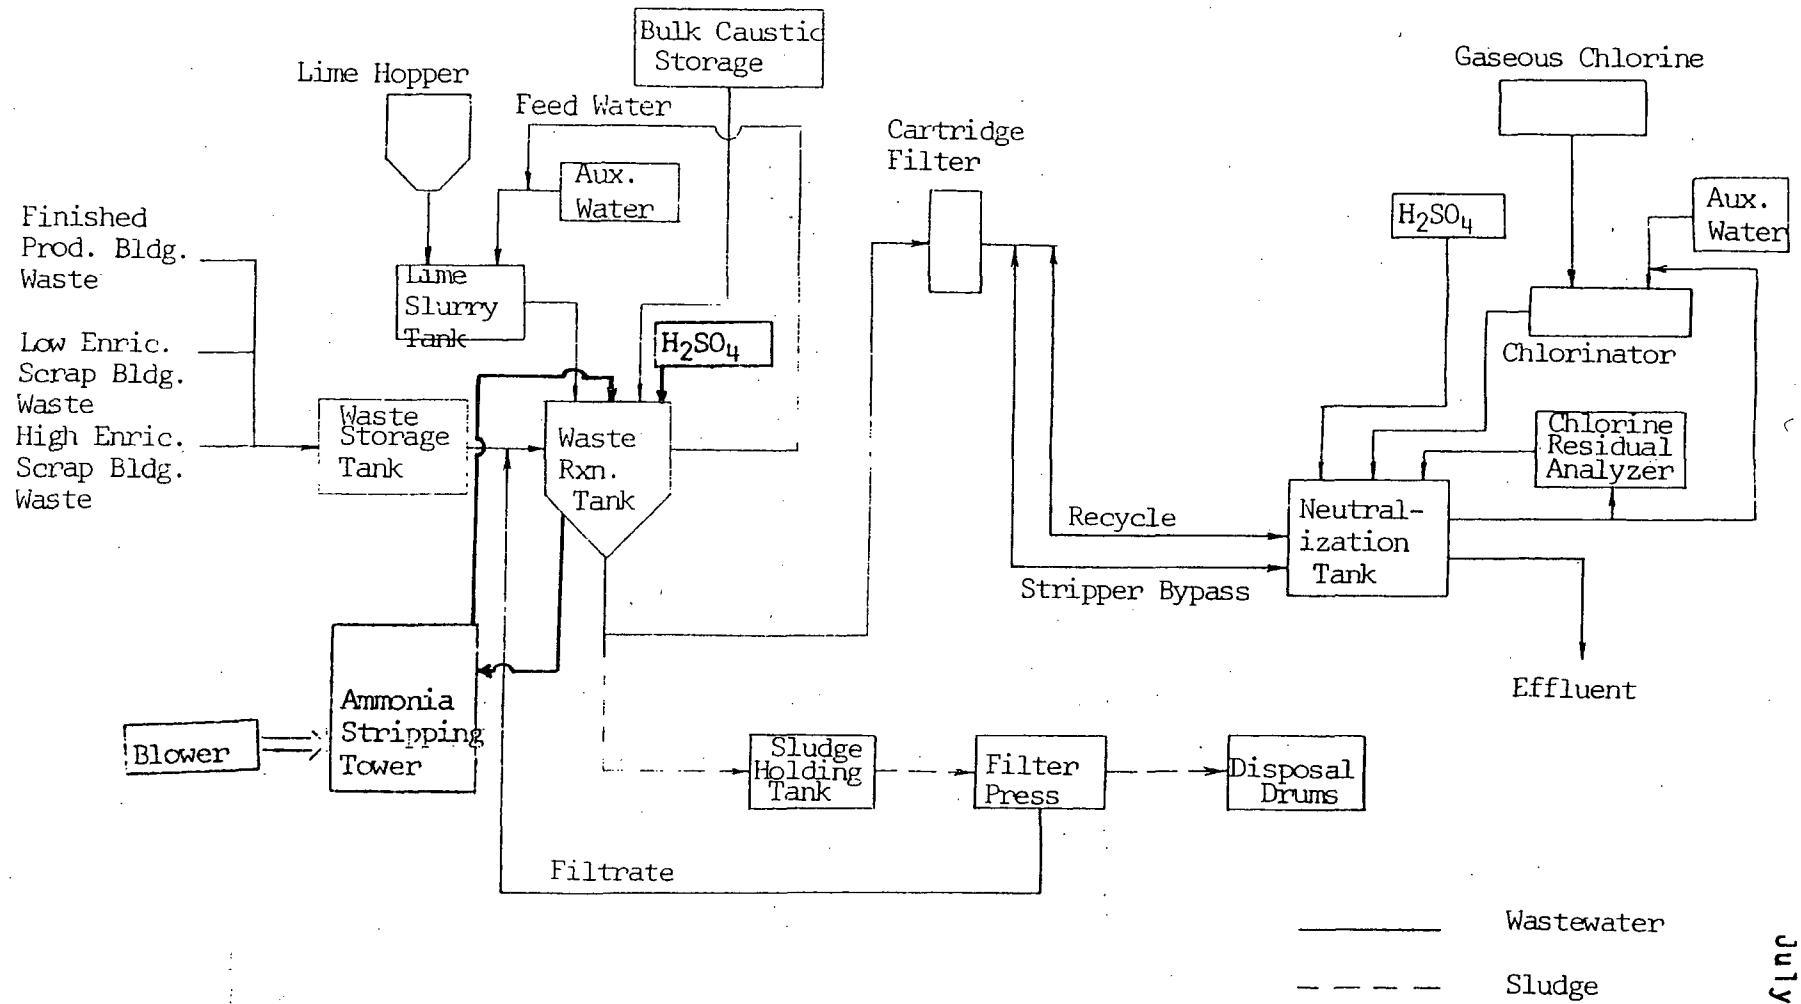 Bulk Caustic
Storage
Lime Hopper
Feed Water
Aux.
Water
Cartridge
Filter
Gaseous Chlorine
H₂SO₄
Aux.
Water
Finished
Prod. Bldg.
Waste
Lime
Slurry
Tank
Low Enric.
Scrap Bldg.
Waste
High Enric.
Scrap Bldg.
Waste
H₂SO₄
Chlorinator
Waste
Storage
Tank
Waste
Rxn.
Tank
Chlorine
Residual
Analyzer
Neutral-
ization
Tank
Recycle
Stripper Bypass
Effluent
Ammonia
Stripping
Tower
Blower
Sludge
Holding
Tank
Filter
Press
Disposal
Drums
Filtrate
Wastewater
Sludge
July